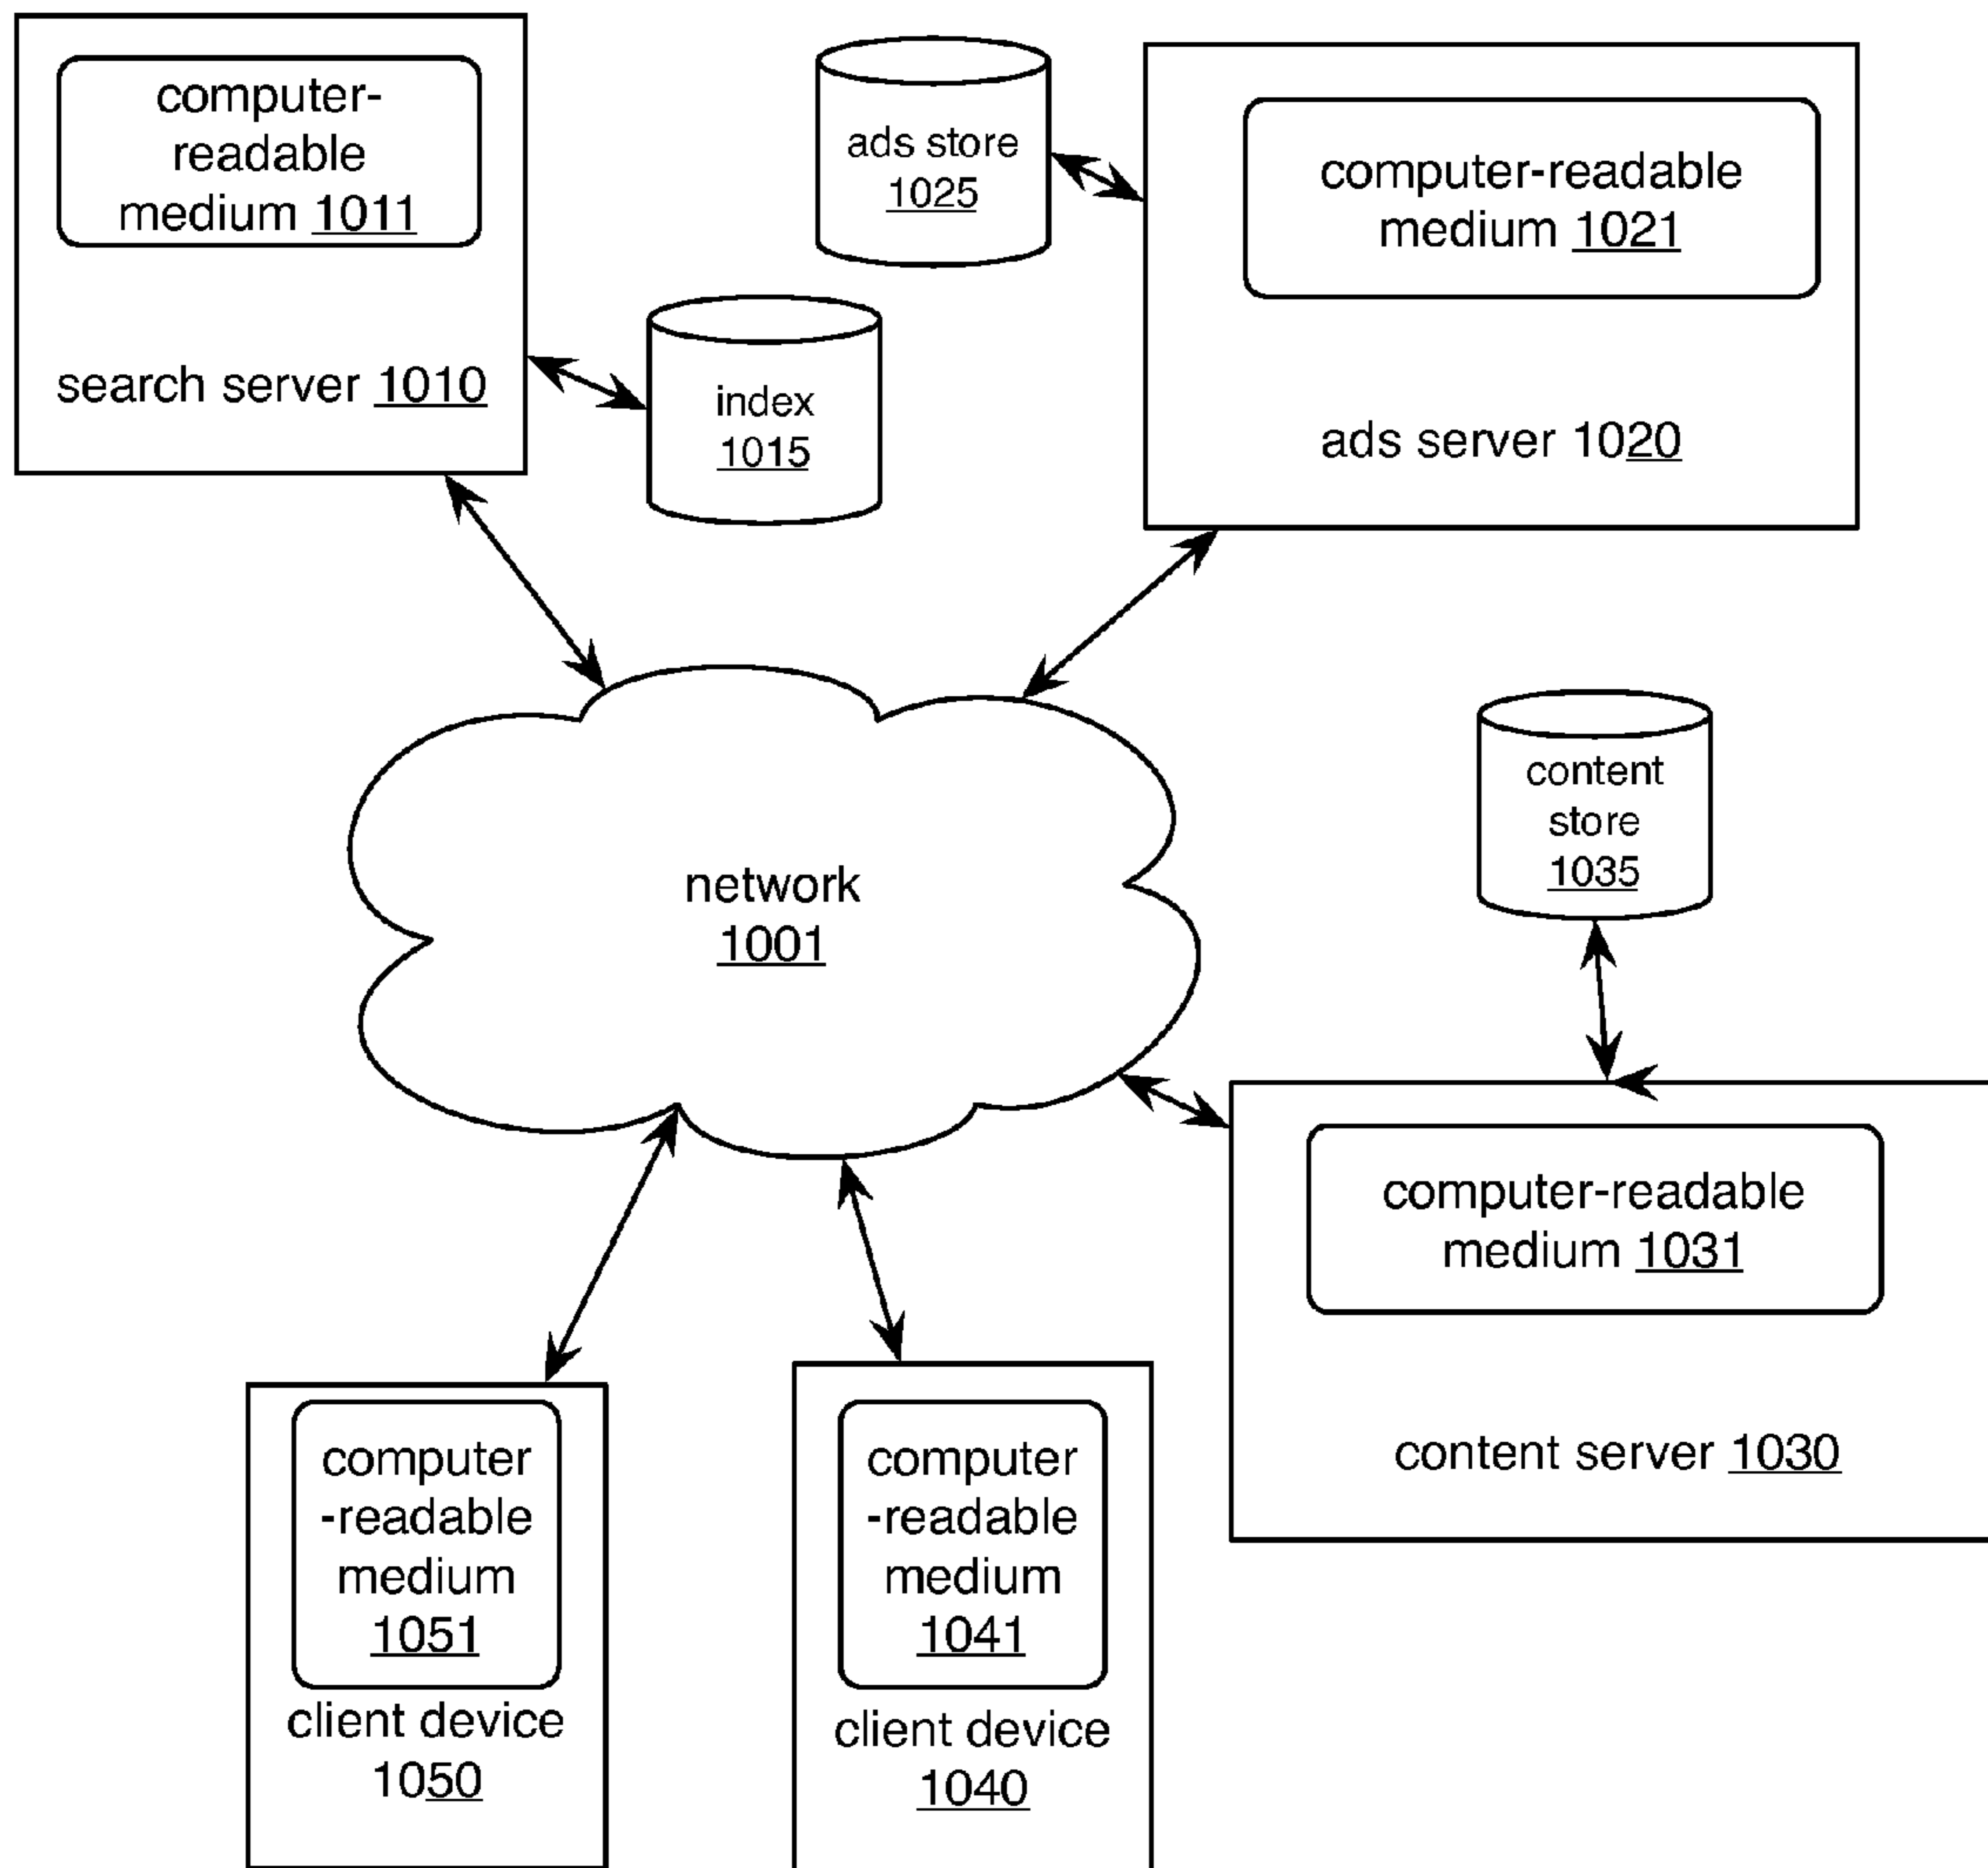 computer-
readable
medium 1011
search server 1010
ads store
1025
index
1015
computer-readable
medium 1021
ads server 1020
network
1001
content
store
1035
computer-readable
medium 1031
content server 1030
computer
-readable
medium
1051
client device
1050
computer
-readable
medium
1041
client device
1040